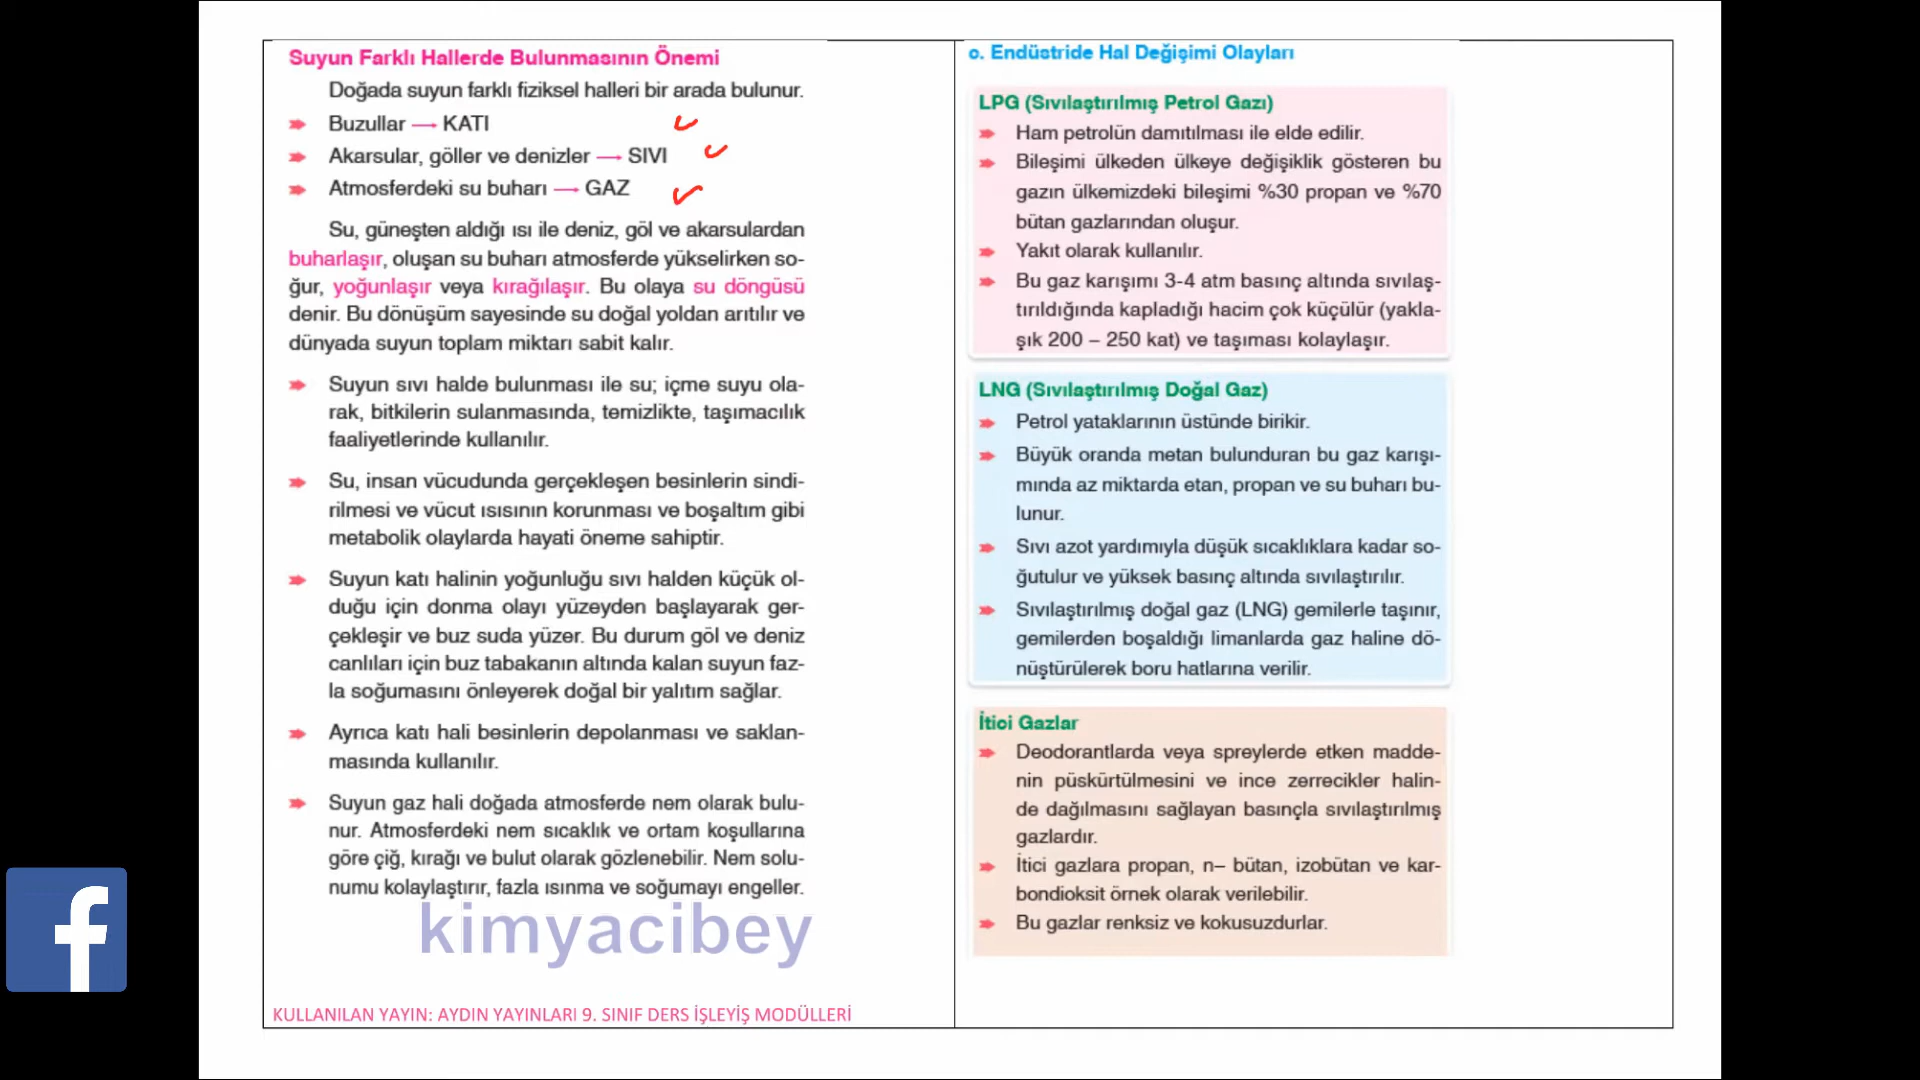 Suyun Farklı Hallerde Bulunmasının Önemi
Doğada suyun farklı fiziksel halleri bir arada bulunur.
Buzullar → KATI
Akarsular, göller ve denizler → SIVI
Atmosferdeki su buharı → GAZ
Su, güneşten aldığı ısı ile deniz, göl ve akarsulardan
buharlaşır, oluşan su buharı atmosferde yükselirken so-
ğur, yoğunlaşır veya kırağılaşır. Bu olaya su döngüsü
denir. Bu dönüşüm sayesinde su doğal yoldan arıtılır ve
dünyada suyun toplam miktarı sabit kalır.
Suyun sıvı halde bulunması ile su; içme suyu ola-
rak, bitkilerin sulanmasında, temizlikte, taşımacılık
faaliyetlerinde kullanılır.
Su, insan vücudunda gerçekleşen besinlerin sindi-
rilmesi ve vücut ısısının korunması ve boşaltım gibi
metabolik olaylarda hayati öneme sahiptir.
Suyun katı halinin yoğunluğu sıvı halden küçük ol-
duğu için donma olayı yüzeyden başlayarak ger-
çekleşir ve buz suda yüzer. Bu durum göl ve deniz
canlıları için buz tabakanın altında kalan suyun faz-
la soğumasını önleyerek doğal bir yalıtım sağlar.
Ayrıca katı hali besinlerin depolanması ve saklan-
masında kullanılır.
Suyun gaz hali doğada atmosferde nem olarak bulu-
nur. Atmosferdeki nem sıcaklık ve ortam koşullarına
göre çiğ, kırağı ve bulut olarak gözlenebilir. Nem solu-
numu kolaylaştırır, fazla ısınma ve soğumayı engeller.
kimyacibey
KULLANILAN YAYIN: AYDIN YAYINLARI 9. SINIF DERS İŞLEYİŞ MODÜLLERİ
c. Endüstride Hal Değişimi Olayları
LPG (Sıvılaştırılmış Petrol Gazı)
Ham petrolün damıtılması ile elde edilir.
Bileşimi ülkeden ülkeye değişiklik gösteren bu
gazın ülkemizdeki bileşimi %30 propan ve %70
bütan gazlarından oluşur.
Yakıt olarak kullanılır.
Bu gaz karışımı 3-4 atm basınç altında sıvılaş-
tırıldığında kapladığı hacim çok küçülür (yakla-
şık 200 – 250 kat) ve taşıması kolaylaşır.
LNG (Sıvılaştırılmış Doğal Gaz)
Petrol yataklarının üstünde birikir.
Büyük oranda metan bulunduran bu gaz karışı-
mında az miktarda etan, propan ve su buharı bu-
lunur.
Sıvı azot yardımıyla düşük sıcaklıklara kadar so-
ğutulur ve yüksek basınç altında sıvılaştırılır.
Sıvılaştırılmış doğal gaz (LNG) gemilerle taşınır,
gemilerden boşaldığı limanlarda gaz haline dö-
nüştürülerek boru hatlarına verilir.
İtici Gazlar
Deodorantlarda veya spreylerde etken madde-
nin püskürtülmesini ve ince zerrecikler halin-
de dağılmasını sağlayan basınçla sıvılaştırılmış
gazlardır.
İtici gazlara propan, n– bütan, izobütan ve kar-
bondioksit örnek olarak verilebilir.
Bu gazlar renksiz ve kokusuzdurlar.
f